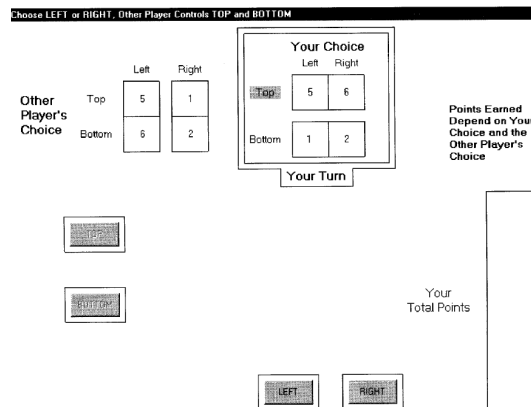 Choose LEFT or RIGHT, Other Player Controls TOP and BOTTOM
Your Choice
Left Right
Top 5 6
Bottom 1 2
Your Turn
Other Player's Choice
Left Right
Top 5 1
Bottom 6 2
Points Earned
Depend on Your
Choice and the
Other Player's
Choice
TOP
BOTTOM
Your
Total Points
LEFT RIGHT